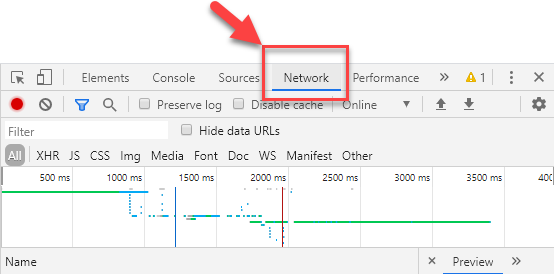 Elements Console Sources Network Performance » 1
Preserve log Disable cache Online
Filter Hide data URLs
All XHR JS CSS Img Media Font Doc WS Manifest Other
500 ms 1000 ms 1500 ms 2000 ms 2500 ms 3000 ms 3500 ms 400
Name × Preview »